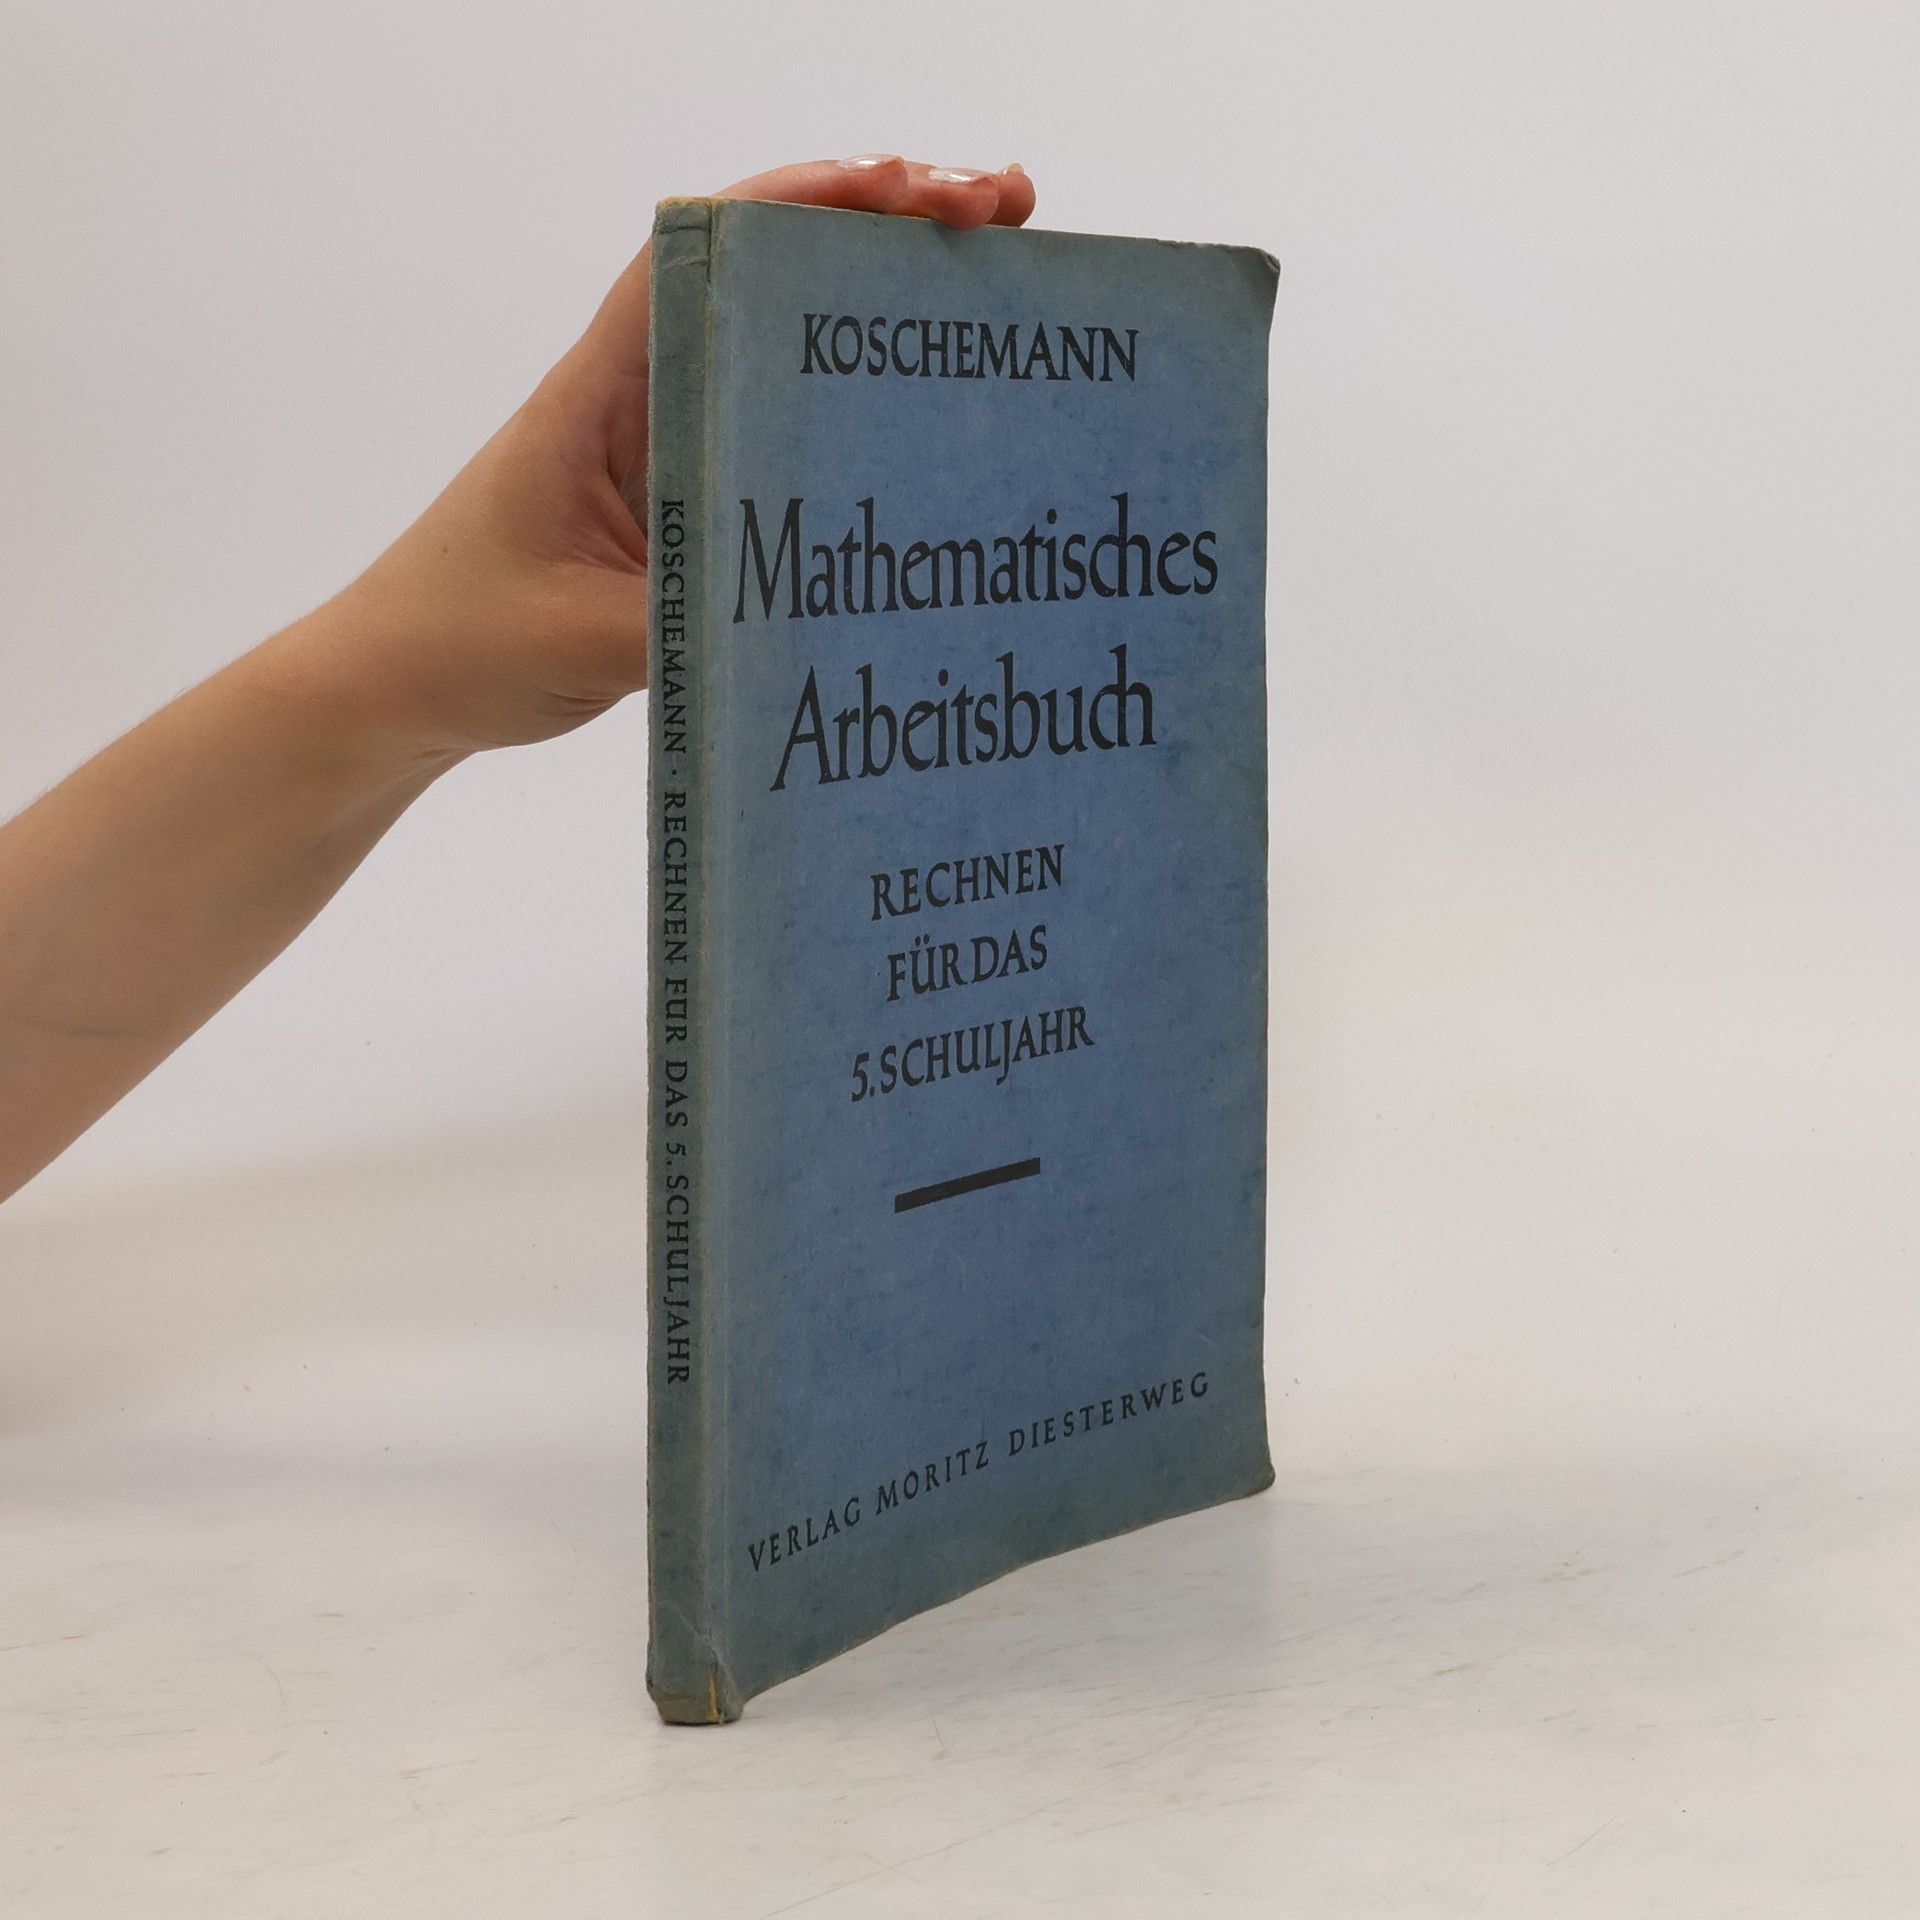 KOSCHEMANN
Mathematisches
Arbeitsbuch
RECHNEN
FÜR DAS
5. SCHULJAHR
VERLAG MORITZ DIESTERWEG
KOSCHEMANN · RECHNEN FÜR DAS 5. SCHULJAHR